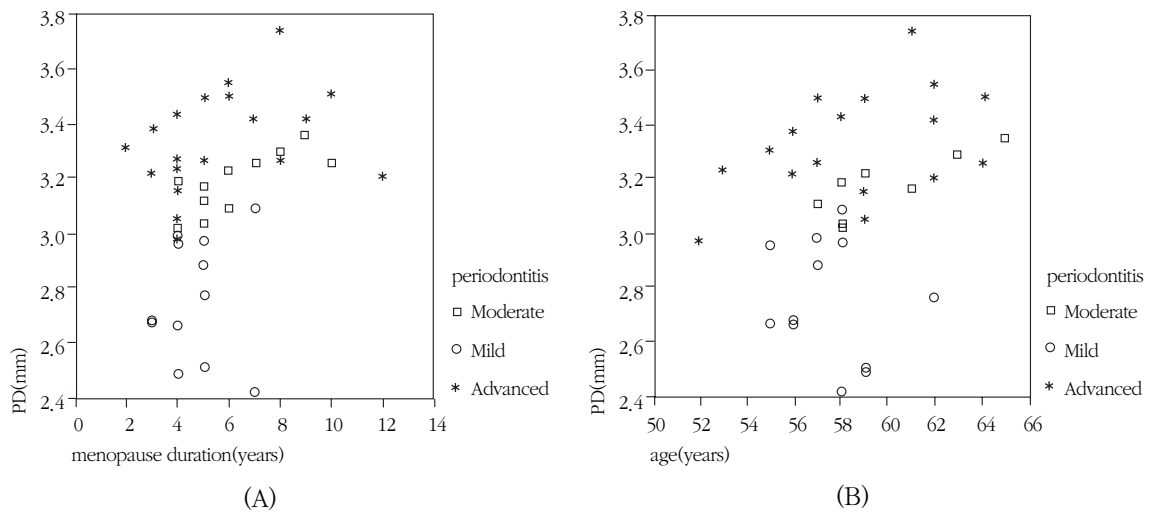 3.8
3.6
3.4
3.2
3.0
2.8
2.6
2.4
PD(mm)
0 2 4 6 8 10 12 14
menopause duration(years)
periodontitis
Moderate
Mild
Advanced
(A)
3.8
3.6
3.4
3.2
3.0
2.8
2.6
2.4
PD(mm)
50 52 54 56 58 60 62 64 66
age(years)
periodontitis
Moderate
Mild
Advanced
(B)